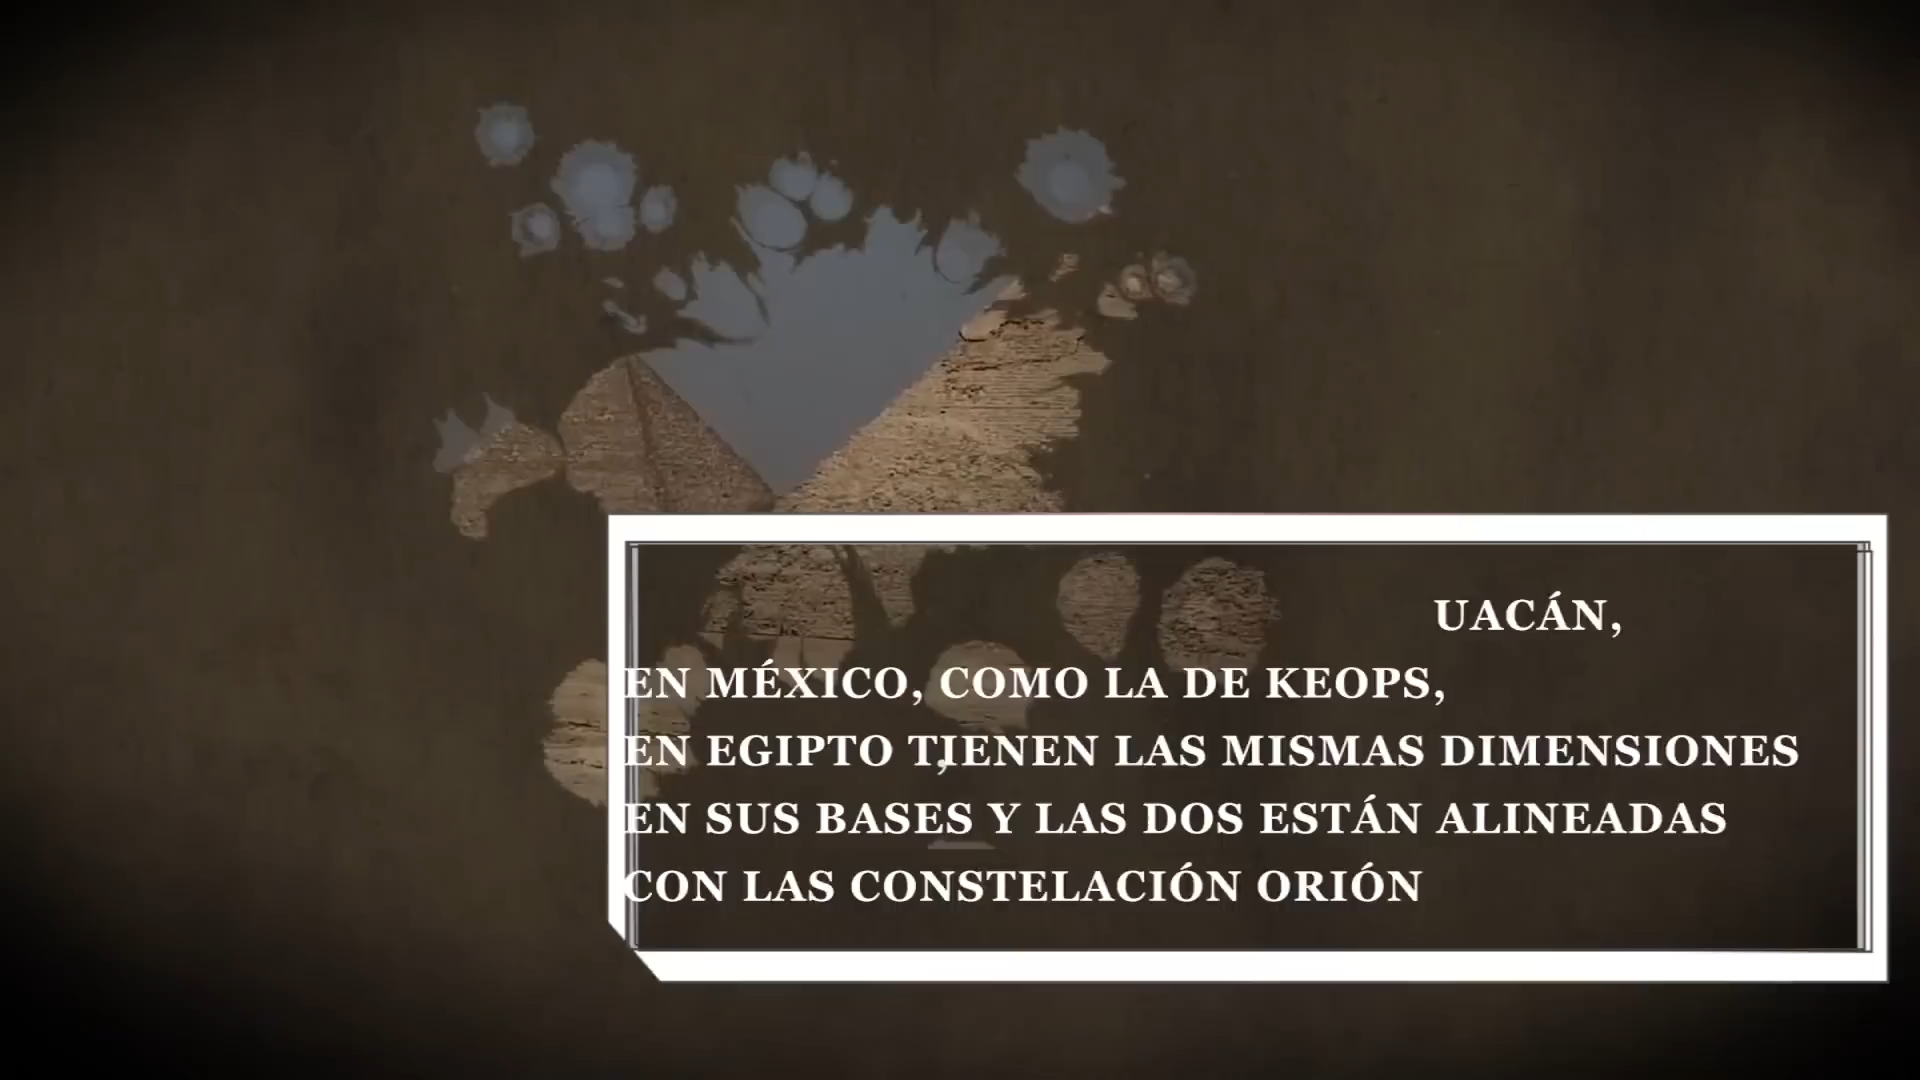 UACÁN,
EN MÉXICO, COMO LA DE KEOPS,
EN EGIPTO TIENEN LAS MISMAS DIMENSIONES
EN SUS BASES Y LAS DOS ESTÁN ALINEADAS
CON LAS CONSTELACIÓN ORIÓN